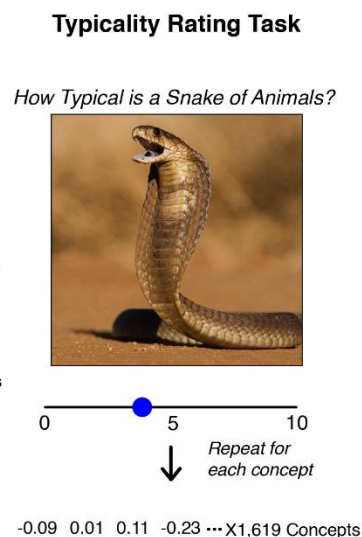 Typicality Rating Task
How Typical is a Snake of Animals?
s
0 5 10
Repeat for
each concept
-0.09 0.01 0.11 -0.23 ··· X1,619 Concepts